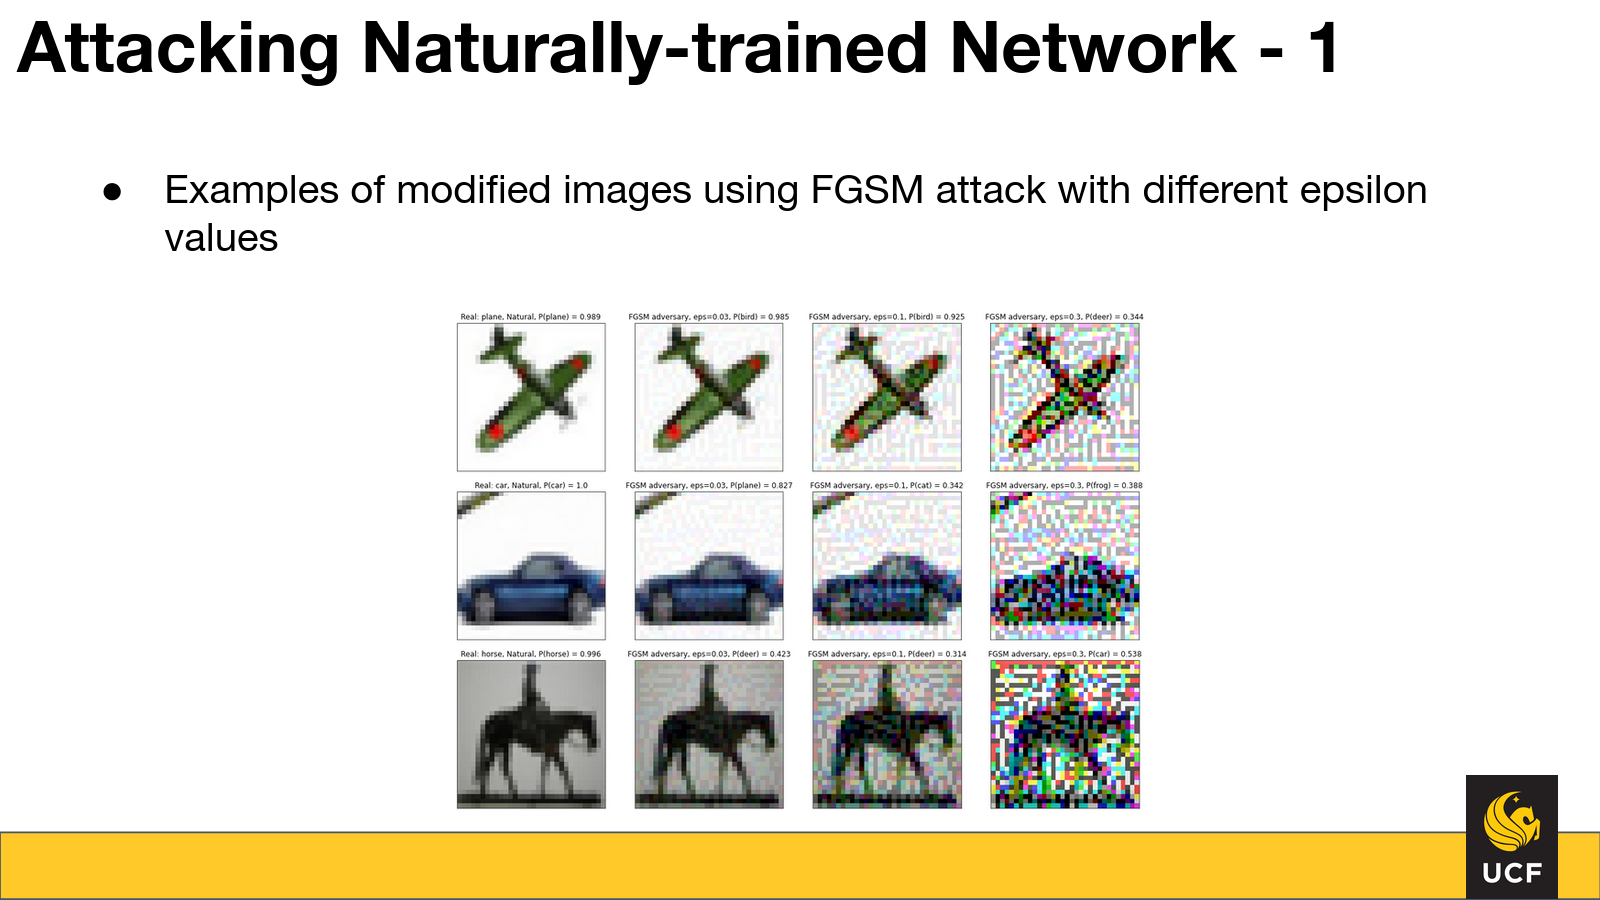 Attacking Naturally-trained Network - 1
● Examples of modified images using FGSM attack with different epsilon
values
Real: plane, Natural, P(plane) = 0.989
FGSM adversary, eps=0.03, P(bird) = 0.985
FGSM adversary, eps=0.1, P(bird) = 0.925
FGSM adversary, eps=0.3, P(deer) = 0.344
Real: car, Natural, P(car) = 1.0
FGSM adversary, eps=0.03, P(plane) = 0.827
FGSM adversary, eps=0.1, P(cat) = 0.342
FGSM adversary, eps=0.3, P(frog) = 0.388
Real: horse, Natural, P(horse) = 0.996
FGSM adversary, eps=0.03, P(deer) = 0.423
FGSM adversary, eps=0.1, P(deer) = 0.314
FGSM adversary, eps=0.3, P(car) = 0.538
UCF